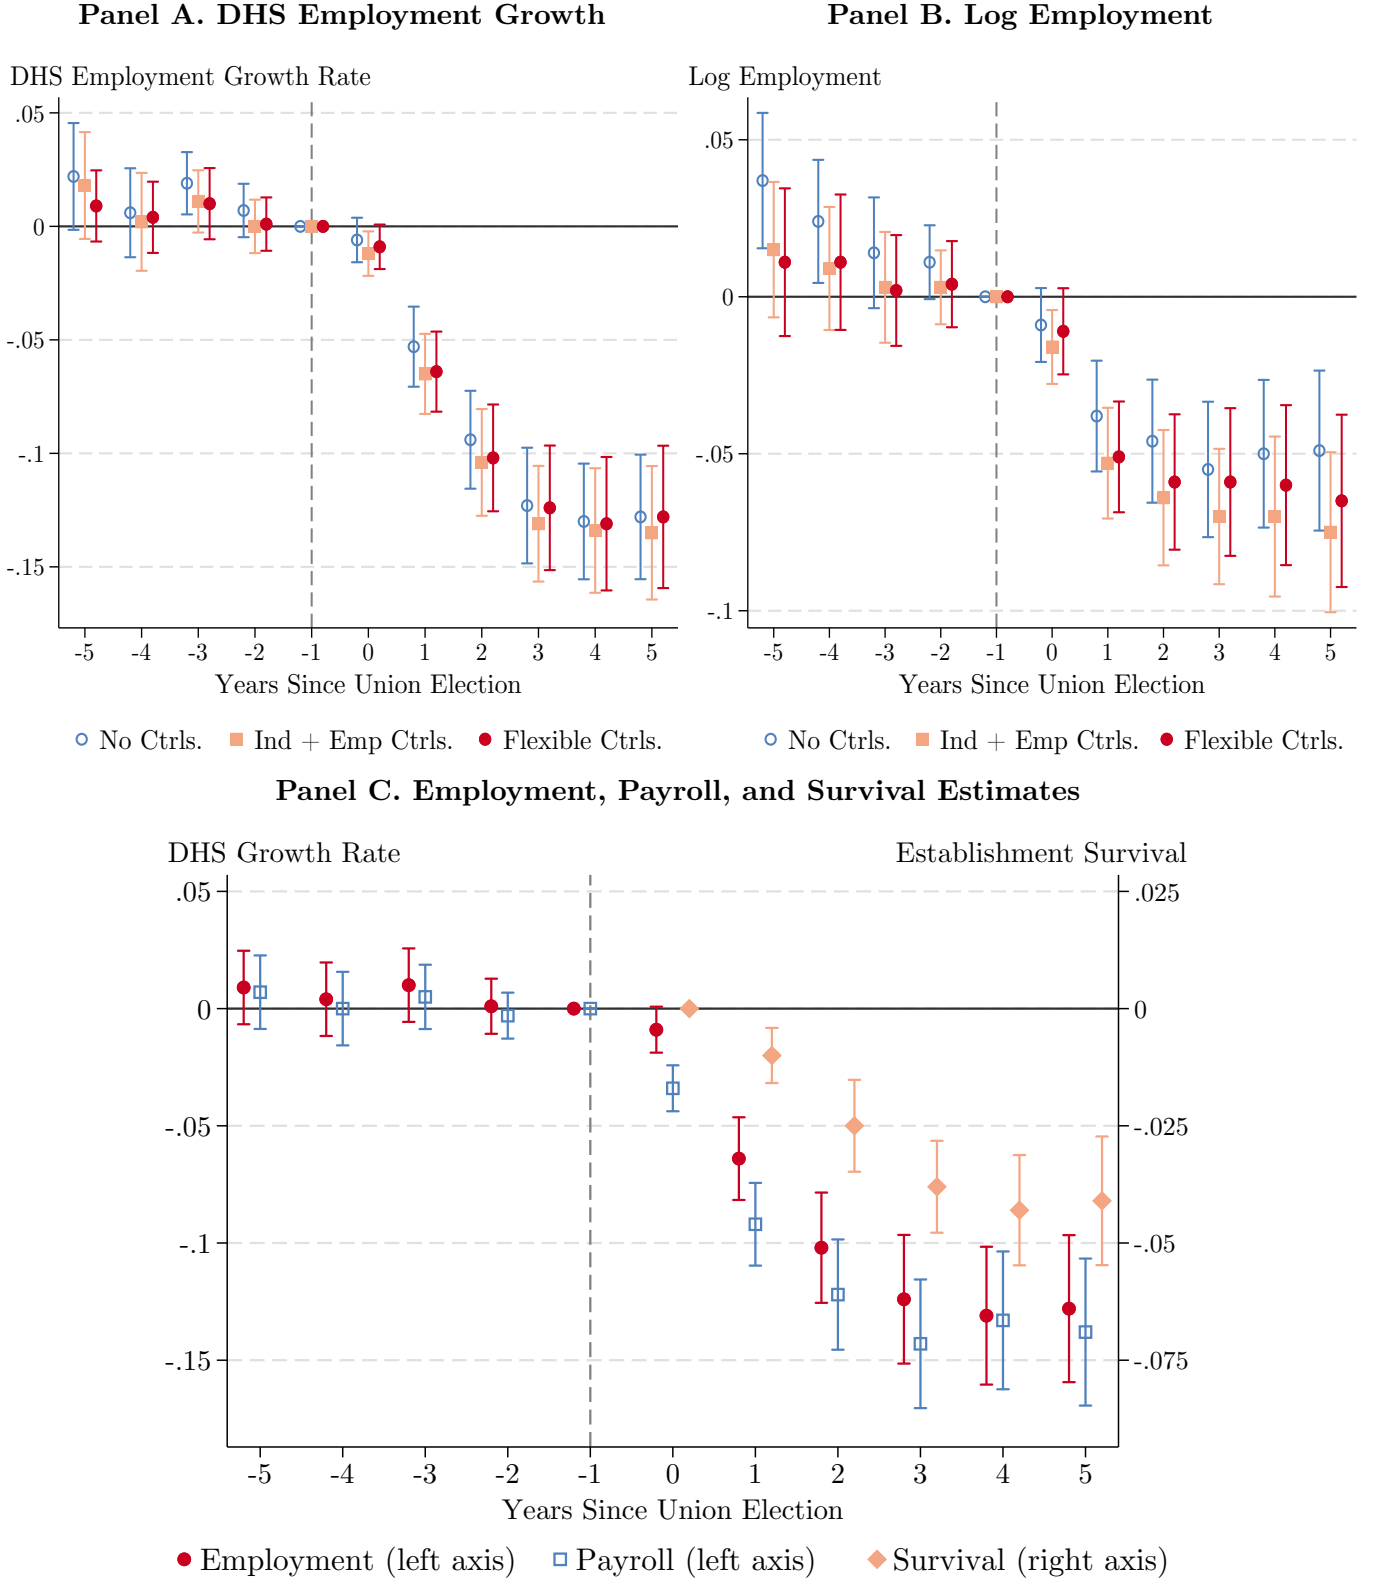 Panel A. DHS Employment Growth
DHS Employment Growth Rate
.05
0
-.05
-.1
-.15
-5 -4 -3 -2 -1 0 1 2 3 4 5
Years Since Union Election
No Ctrls. Ind + Emp Ctrls. Flexible Ctrls.
Panel B. Log Employment
Log Employment
.05
0
-.05
-.1
-5 -4 -3 -2 -1 0 1 2 3 4 5
Years Since Union Election
No Ctrls. Ind + Emp Ctrls. Flexible Ctrls.
Panel C. Employment, Payroll, and Survival Estimates
DHS Growth Rate Establishment Survival
.05 .025
0 0
-.05 -.025
-.1 -.05
-.15 -.075
-5 -4 -3 -2 -1 0 1 2 3 4 5
Years Since Union Election
Employment (left axis) Payroll (left axis) Survival (right axis)